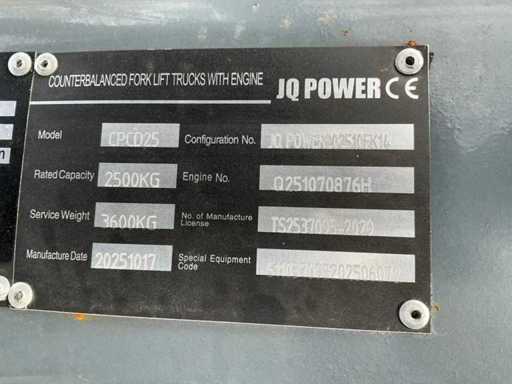 COUNTERBALANCED FORK LIFT TRUCKS WITH ENGINE
JQ POWER CE
Model CPCD25 Configuration No.
Rated Capacity 2500KG Engine No. Q251070876H
Service Weight 3600KG No. of Manufacture License
Manufacture Date 20251017 Special Equipment Code